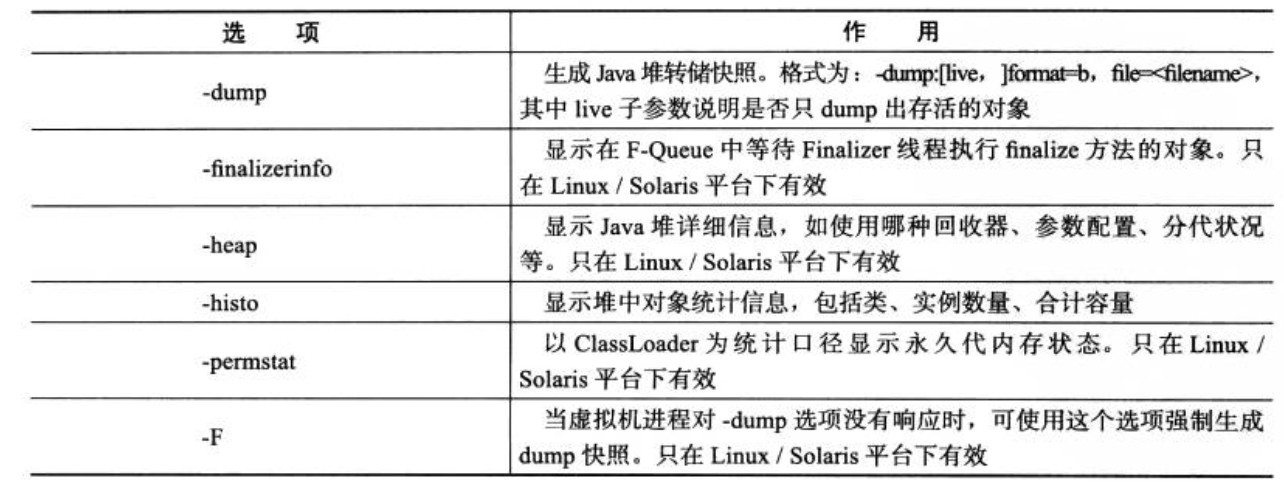 选 项 作 用
-dump
生成 Java 堆转储快照。格式为：-dump:[live，]format=b，file=<filename>，
其中 live 子参数说明是否只 dump 出存活的对象
-finalizerinfo
显示在 F-Queue 中等待 Finalizer 线程执行 finalize 方法的对象。只
在 Linux / Solaris 平台下有效
-heap
显示 Java 堆详细信息，如使用哪种回收器、参数配置、分代状况
等。只在 Linux / Solaris 平台下有效
-histo
显示堆中对象统计信息，包括类、实例数量、合计容量
-permstat
以 ClassLoader 为统计口径显示永久代内存状态。只在 Linux /
Solaris 平台下有效
-F
当虚拟机进程对 -dump 选项没有响应时，可使用这个选项强制生成
dump 快照。只在 Linux / Solaris 平台下有效